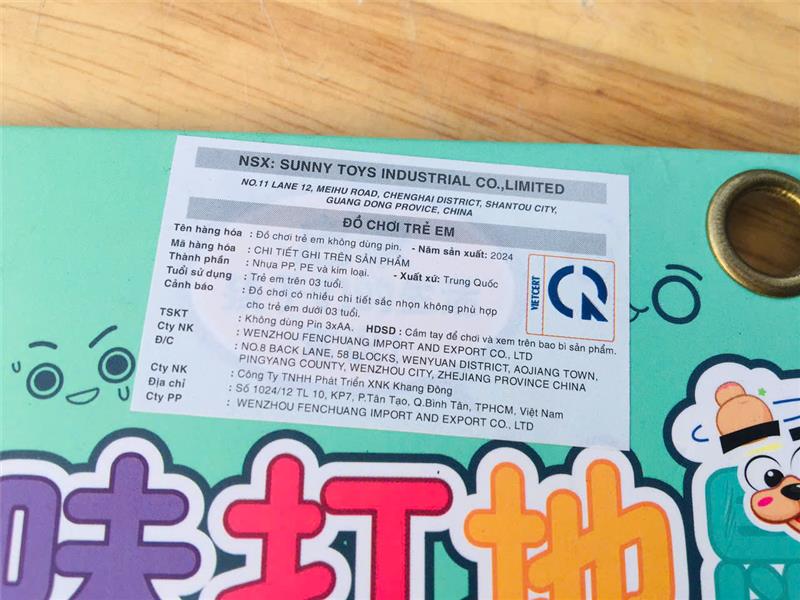 NSX: SUNNY TOYS INDUSTRIAL CO.,LIMITED
NO.11 LANE 12, MEIHU ROAD, CHENGHAI DISTRICT, SHANTOU CITY,
GUANG DONG PROVICE, CHINA
ĐỒ CHƠI TRẺ EM
Tên hàng hóa : Đồ chơi trẻ em không dùng pin. - Năm sản xuất: 2024
Mã hàng hóa : CHI TIẾT GHI TRÊN SẢN PHẨM
Thành phần : Nhựa PP, PE và kim loại. - Xuất xứ: Trung Quốc
Tuổi sử dụng : Trẻ em trên 03 tuổi.
Cảnh báo : Đồ chơi có nhiều chi tiết sắc nhọn không phù hợp
cho trẻ em dưới 03 tuổi.
TSKT : Không dùng Pin 3xAA. HDSD : Cầm tay để chơi và xem trên bao bì sản phẩm.
Cty NK : WENZHOU FENCHUANG IMPORT AND EXPORT CO., LTD
Đ/C : NO.8 BACK LANE, 58 BLOCKS, WENYUAN DISTRICT, AOJIANG TOWN,
PINGYANG COUNTY, WENZHOU CITY, ZHEJIANG PROVINCE CHINA
Cty NK : Công Ty TNHH Phát Triển XNK Khang Đông
Địa chỉ : Số 1024/12 TL 10, KP7, P.Tân Tạo, Q.Bình Tân, TPHCM, Việt Nam
Cty PP : WENZHOU FENCHUANG IMPORT AND EXPORT CO., LTD
VIETCERT
CR
味打地